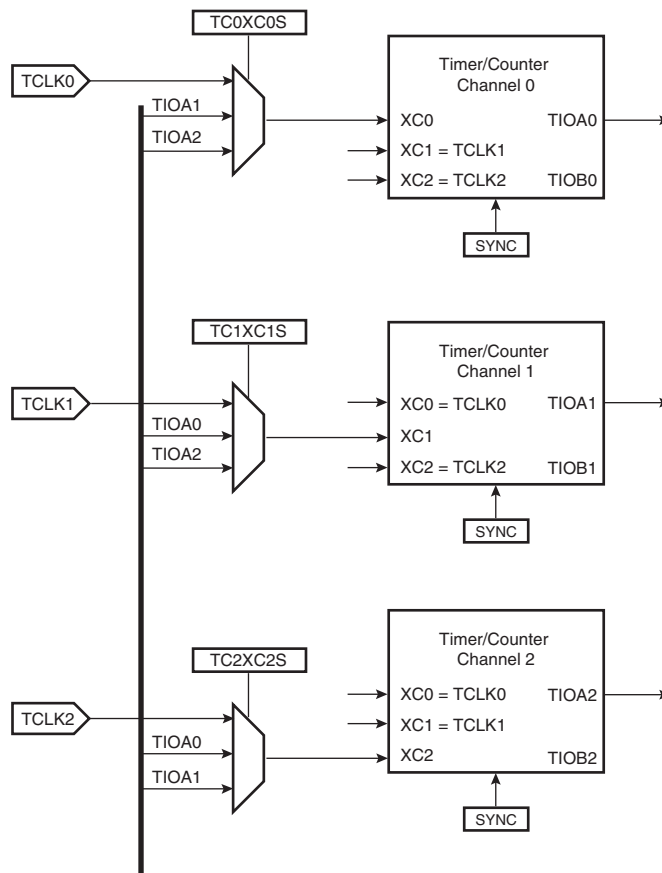 TC0XC0S
Timer/Counter
Channel 0
TCLK0
TIOA1
XC0
TIOA0
TIOA2
XC1 = TCLK1
XC2 = TCLK2
TIOB0
SYNC
TC1XC1S
Timer/Counter
Channel 1
TCLK1
XC0 = TCLK0
TIOA1
TIOA0
XC1
TIOA2
XC2 = TCLK2
TIOB1
SYNC
TC2XC2S
Timer/Counter
Channel 2
TCLK2
XC0 = TCLK0
TIOA2
TIOA0
XC1 = TCLK1
XC2
TIOB2
TIOA1
SYNC